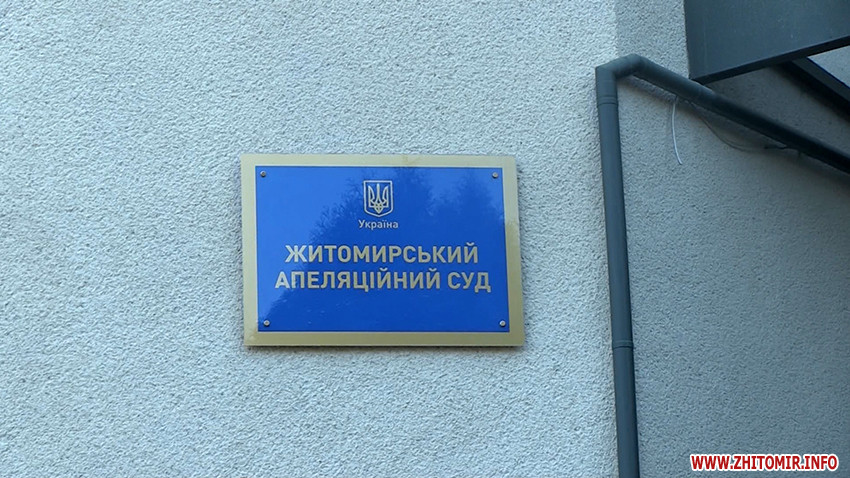 Україна
ЖИТОМИРСЬКИЙ
АПЕЛЯЦІЙНИЙ СУД
WWW.ZHITOMIR.INFO